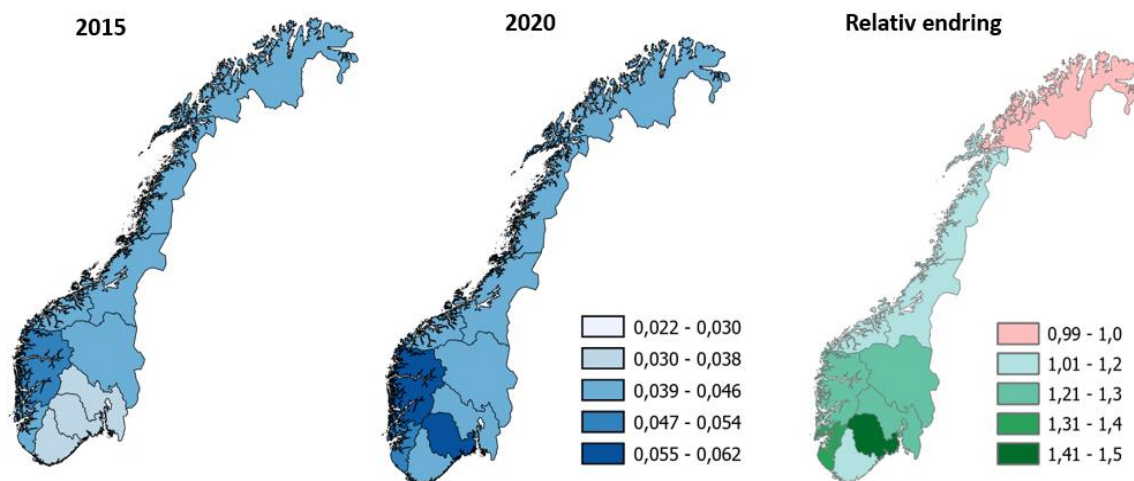 2015
2020
Relativ endring
0,022 - 0,030
0,030 - 0,038
0,039 - 0,046
0,047 - 0,054
0,055 - 0,062
0,99 - 1,0
1,01 - 1,2
1,21 - 1,3
1,31 - 1,4
1,41 - 1,5